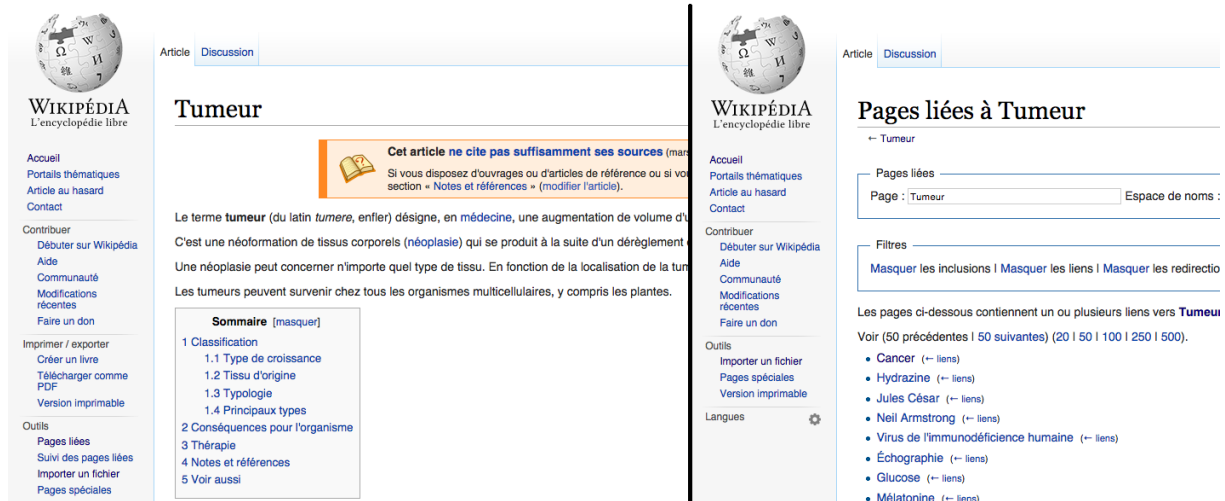 WIKIPÉDIA
L'encyclopédie libre
Accueil
Portails thématiques
Article au hasard
Contact
Contribuer
Débuter sur Wikipédia
Aide
Communauté
Modifications
récentes
Faire un don
Imprimer / exporter
Créer un livre
Télécharger comme
PDF
Version imprimable
Outils
Pages liées
Suivi des pages liées
Importer un fichier
Pages spéciales
Article Discussion
Tumeur
Cet article ne cite pas suffisamment ses sources
Si vous disposez d'ouvrages ou d'articles de référence ou si
section « Notes et références » (modifier l'article).
Le terme tumeur (du latin tumere, enfler) désigne, en médecine, une augmentation de volume
C'est une néoformation de tissus corporels (néoplasie) qui se produit à la suite d'un dérèglement
Une néoplasie peut concerner n'importe quel type de tissu. En fonction de la localisation de la
Les tumeurs peuvent survenir chez tous les organismes multicellulaires, y compris les plantes.
Sommaire [masquer]
1 Classification
1.1 Type de croissance
1.2 Tissu d'origine
1.3 Typologie
1.4 Principaux types
2 Conséquences pour l'organisme
3 Thérapie
4 Notes et références
5 Voir aussi
WIKIPÉDIA
L'encyclopédie libre
Accueil
Portails thématiques
Article au hasard
Contact
Contribuer
Débuter sur Wikipédia
Aide
Communauté
Modifications
récentes
Faire un don
Outils
Importer un fichier
Pages spéciales
Version imprimable
Langues
Article Discussion
Pages liées à Tumeur
← Tumeur
Pages liées
Page : Tumeur Espace de noms :
Filtres
Masquer les inclusions | Masquer les liens | Masquer les
Les pages ci-dessous contiennent un ou plusieurs liens vers Tumeur
Voir (50 précédentes | 50 suivantes) (20 | 50 | 100 | 250 | 500).
• Cancer (← liens)
• Hydrazine (← liens)
• Jules César (← liens)
• Neil Armstrong (← liens)
• Virus de l'immunodéficience humaine (← liens)
• Échographie (← liens)
• Glucose (← liens)
• Mélatonine (← liens)